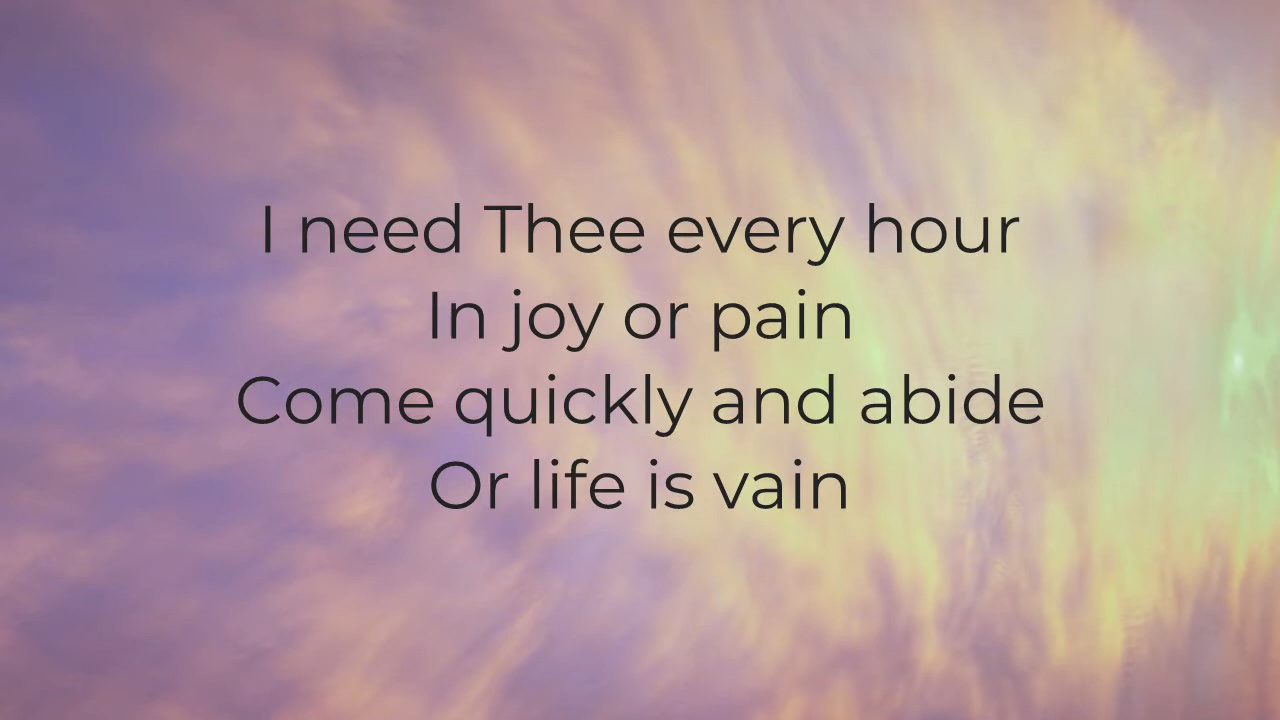 I need Thee every hour
In joy or pain
Come quickly and abide
Or life is vain